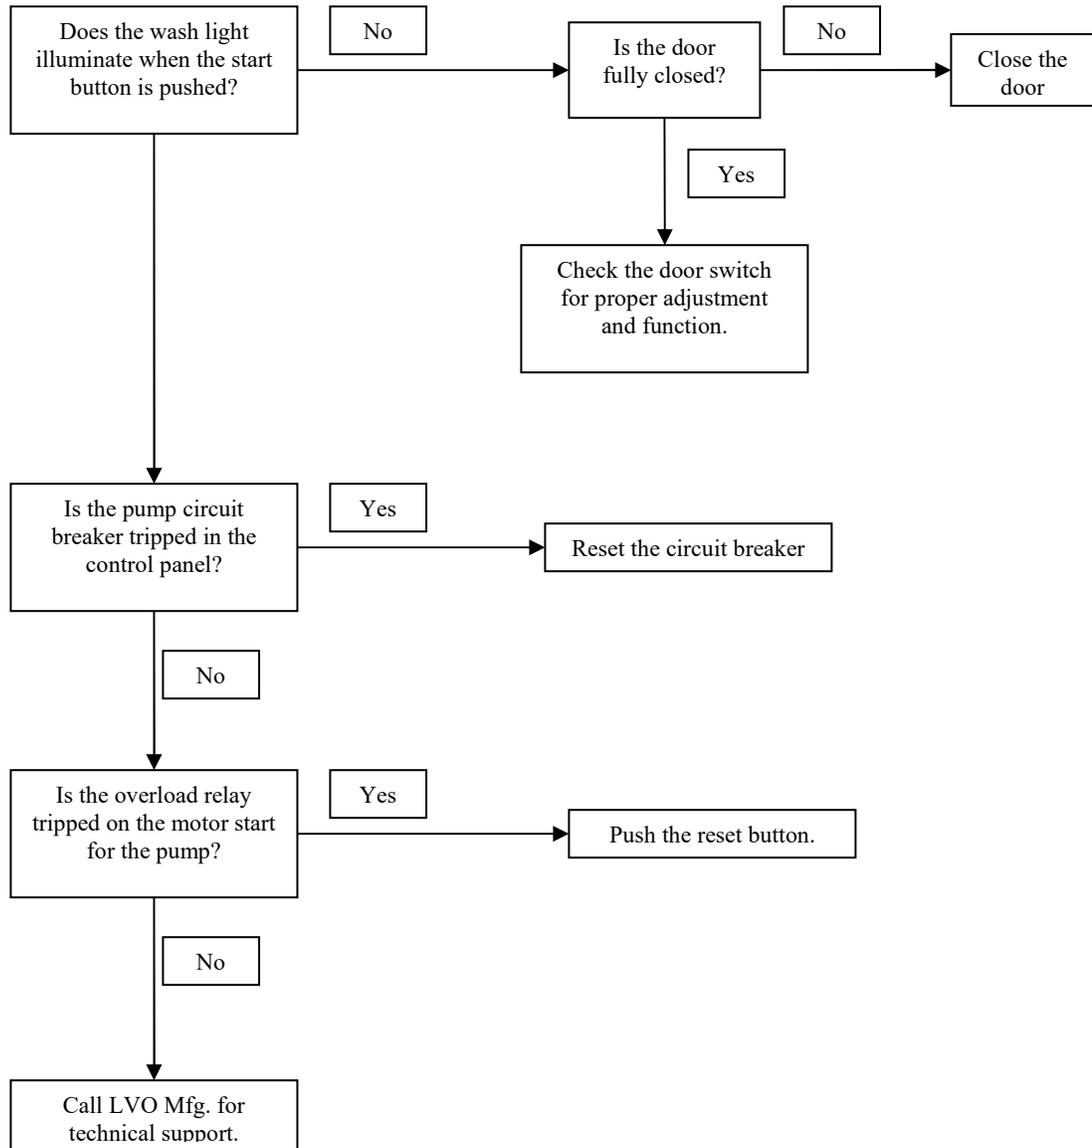 Does the wash light
illuminate when the start
button is pushed?
No
Is the door
fully closed?
No
Close the
door
Yes
Check the door switch
for proper adjustment
and function.
Is the pump circuit
breaker tripped in the
control panel?
Yes
Reset the circuit breaker
No
Is the overload relay
tripped on the motor start
for the pump?
Yes
Push the reset button.
No
Call LVO Mfg. for
technical support.